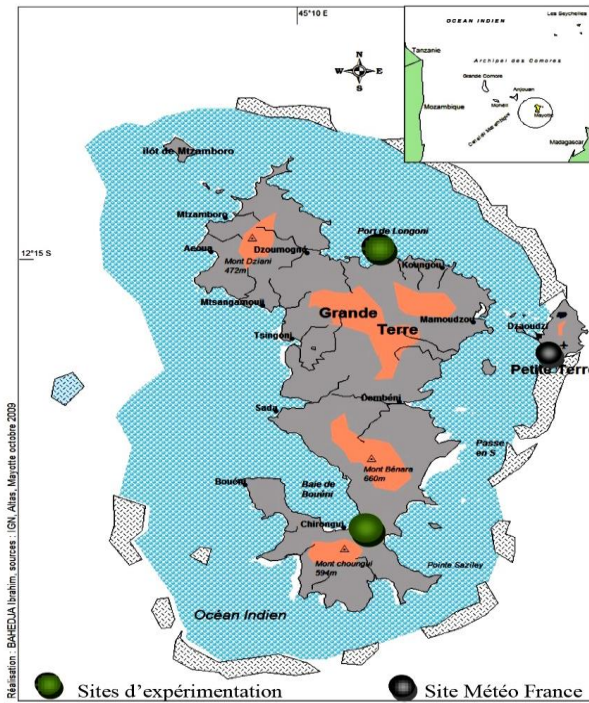 45°10 E
OCEAN INDIEN
Les Seychelles
Tanzanie
Archipel des Comores
Grande
Comore
Anjouan
Mohéli
Mayotte
Mozambique
Madagascar
N
W
E
S
Ilôt de Mtzamboro
Mtzamboro
Port de Longoni
12°15 S
Acoua
Dzoumogne
Mont Dziani
472m
Koungou
Mtsangamouji
Grande
Terre
Mamoudzou
Dzaoudzi
Tsingoni
Petite Terre
Sada
Dembéni
Passe
en S
Mont Bénara
660m
Bouéni
Baie de
Bouéni
Chirongui
Mont choungui
594m
Pointe Saziley
Océan Indien
Réalisation : BAHEDJA Ibrahim, sources : IGN, Altas, Mayotte octobre 2009
Sites d’expérimentation
Site Météo France